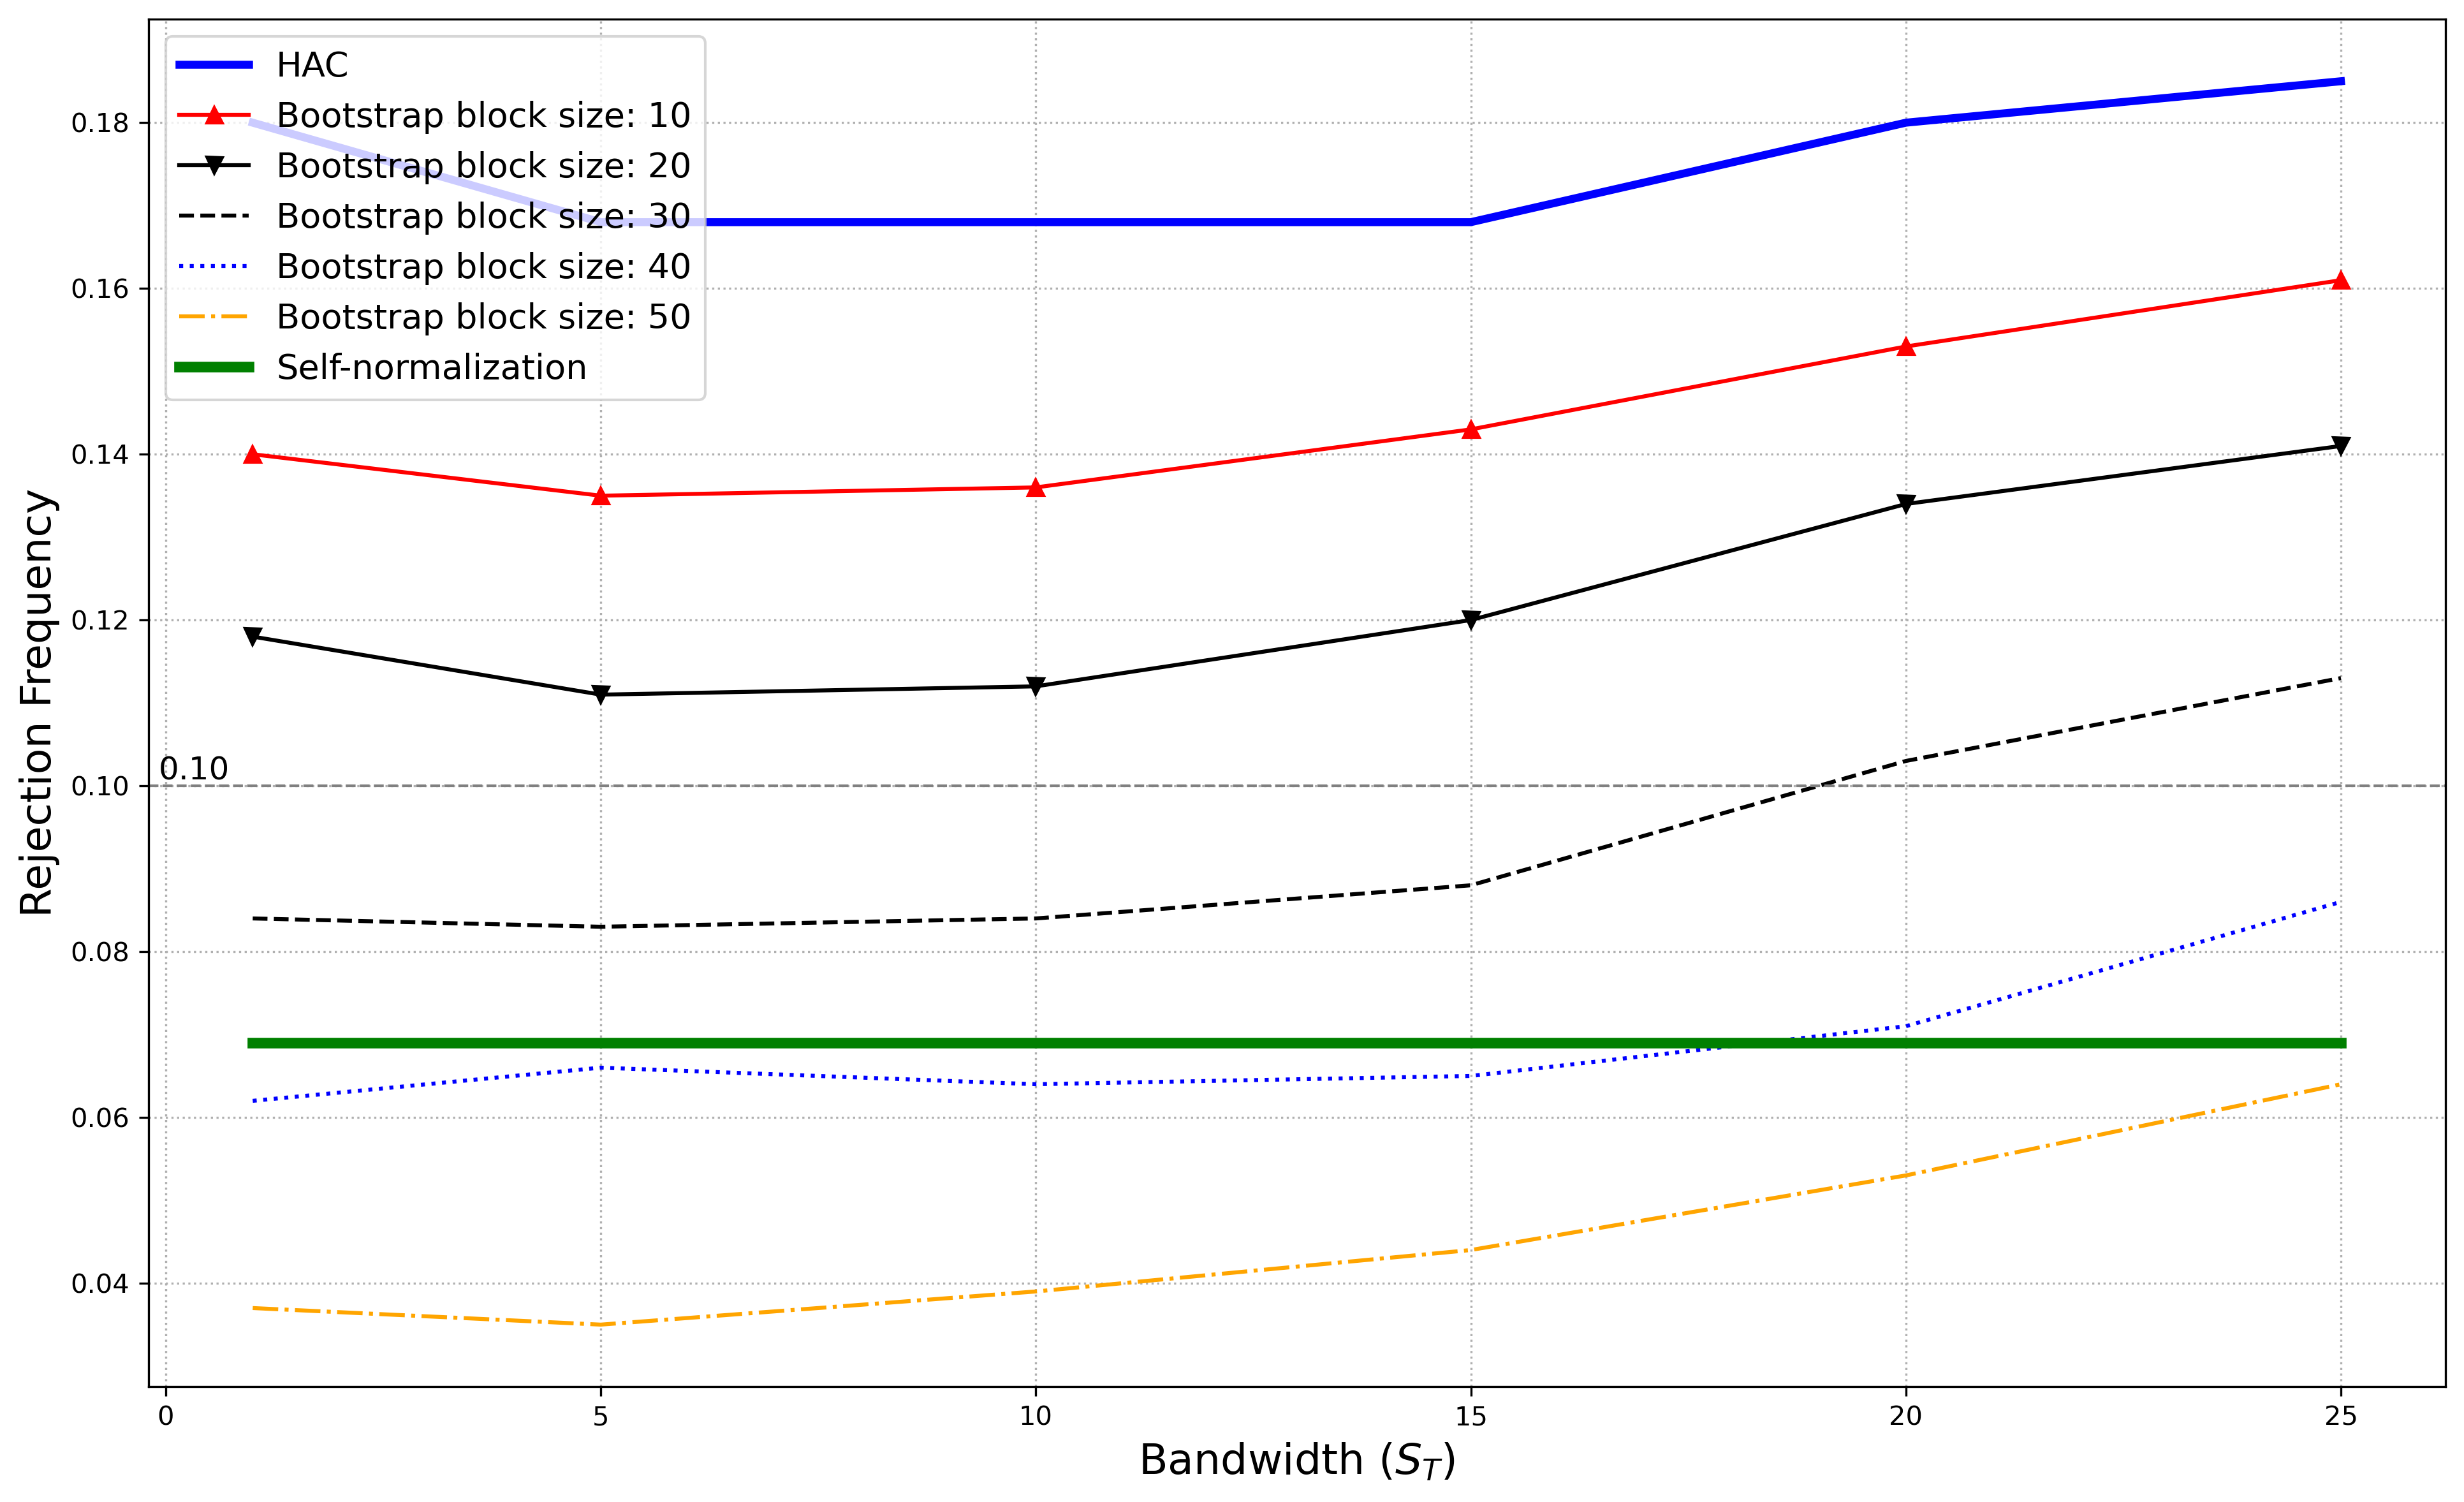 HAC
Bootstrap block size: 10
Bootstrap block size: 20
Bootstrap block size: 30
Bootstrap block size: 40
Bootstrap block size: 50
Self-normalization
0.18
0.16
0.14
0.12
0.10
0.10
0.08
0.06
0.04
Rejection Frequency
0 5 10 15 20 25
Bandwidth (S_T)